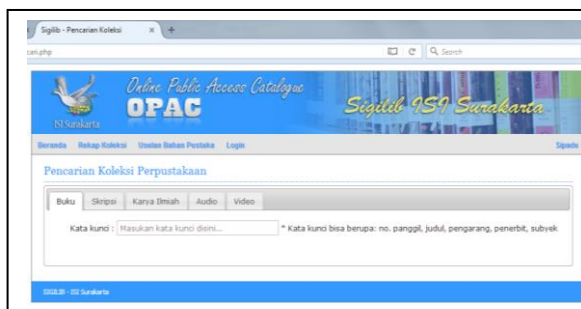 Sigilib - Pencarian Koleksi
cari.php
Search
Online Public Access Catalogue
OPAC
Sigilib ISI Surakarta
ISI Surakarta
Beranda Rekap Koleksi Usulan Bahan Pustaka Login Sipadu
Pencarian Koleksi Perpustakaan
Buku Skripsi Karya Ilmiah Audio Video
Kata kunci : Masukan kata kunci disini... * Kata kunci bisa berupa: no. panggil, judul, pengarang, penerbit, subyek
SIGILIB - ISI Surakarta